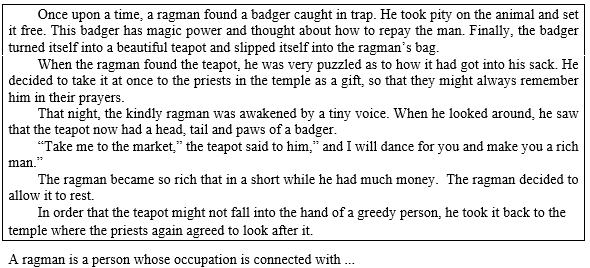 Once upon a time, a ragman found a badger caught in trap. He took pity on the animal and set
it free. This badger has magic power and thought about how to repay the man. Finally, the badger
turned itself into a beautiful teapot and slipped itself into the ragman's bag.
When the ragman found the teapot, he was very puzzled as to how it had got into his sack. He
decided to take it at once to the priests in the temple as a gift, so that they might always remember
him in their prayers.
That night, the kindly ragman was awakened by a tiny voice. When he looked around, he saw
that the teapot now had a head, tail and paws of a badger.
“Take me to the market,” the teapot said to him,” and I will dance for you and make you a rich
man.”
The ragman became so rich that in a short while he had much money. The ragman decided to
allow it to rest.
In order that the teapot might not fall into the hand of a greedy person, he took it back to the
temple where the priests again agreed to look after it.
A ragman is a person whose occupation is connected with ...